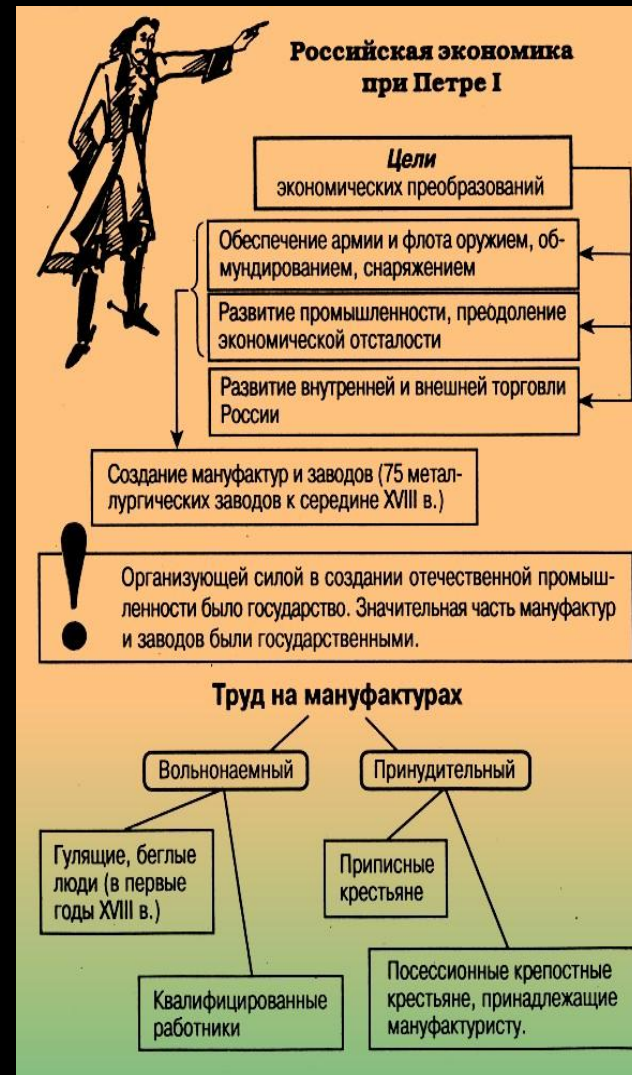 Российская экономика
при Петре I
Цели
экономических преобразований
Обеспечение армии и флота оружием, об-
мундированием, снаряжением
Развитие промышленности, преодоление
экономической отсталости
Развитие внутренней и внешней торговли
России
Создание мануфактур и заводов (75 метал-
лургических заводов к середине XVIII в.)
!
Организующей силой в создании отечественной промыш-
ленности было государство. Значительная часть мануфактур
и заводов были государственными.
Труд на мануфактурах
Вольнонаемный
Принудительный
Гулящие, беглые
люди (в первые
годы XVIII в.)
Приписные
крестьяне
Квалифицированные
работники
Посессионные крепостные
крестьяне, принадлежащие
мануфактуристу.